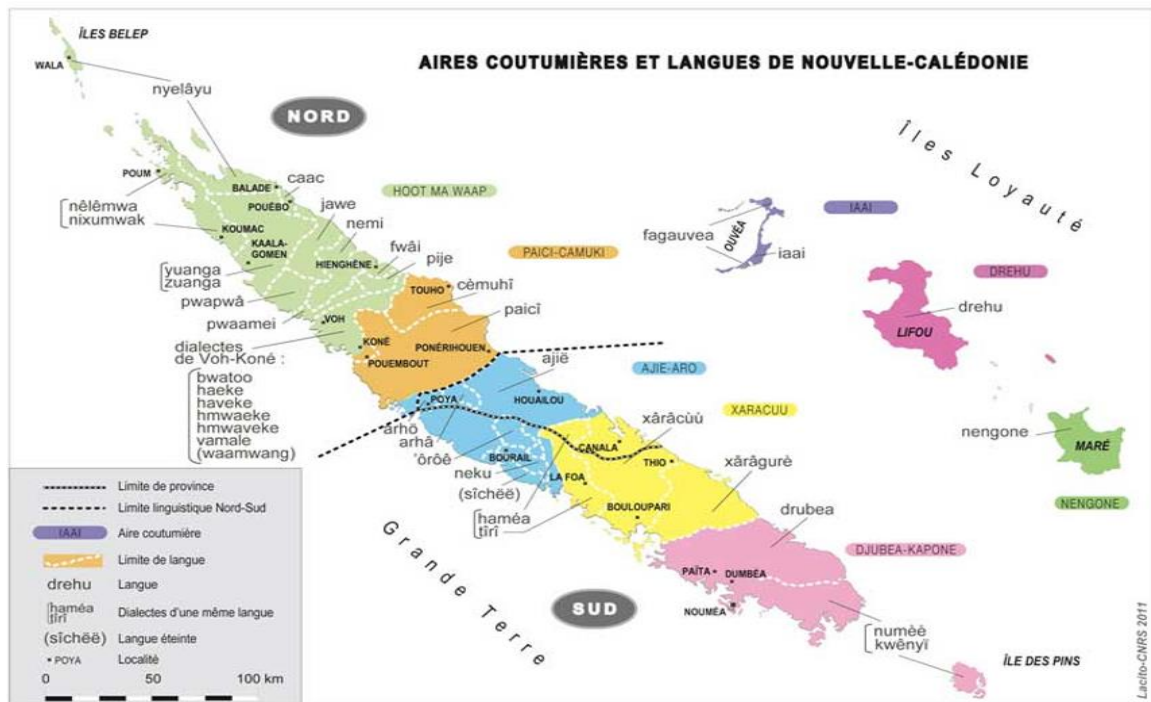 AIRES COUTUMIÈRES ET LANGUES DE NOUVELLE-CALÉDONIE
ÎLES BELEP
WALA
nyelâyu
NORD
POUM
BALADE
caac
POUÉBO
HOOT MA WAAP
nêlêmwa
nixumwak
jawe
KOUMAC
nemi
KAALA-
GOMEN
fwâi
HIENGHÈNE
pije
yuanga
zuanga
pwapwâ
pwaamei
VOH
PAICI-CAMUKI
TOUHO
cèmuhî
paicî
dialectes
de Voh-Koné :
bwatoo
haeke
haveke
hmwaeke
hmwaveke
vamale
(waamwang)
KONÉ
POUEMBOUT
PONÉRIHOUEN
ajië
AJIE-ARO
POYA
HOUAILOU
arhö
arhâ
'ôrôê
BOURAIL
neku
(sîchëë)
XARACUU
xârâcùù
CANALA
THIO
LA FOA
xârâgurè
haméa
tîrî
BOULOUPARI
drubea
DJUBEA-KAPONE
PAÏTA
DUMBÉA
NOUMÉA
numèè
kwênyï
ÎLE DES PINS
Grande Terre
SUD
Îles Loyauté
IAAI
fagauvea
OUVÉA
iaai
DREHU
drehu
LIFOU
nengone
MARÉ
NENGONE
Limite de province
Limite linguistique Nord-Sud
IAAI Aire coutumière
Limite de langue
drehu Langue
haméa
tîrî Dialectes d'une même langue
(sîchëë) Langue éteinte
POYA Localité
0 50 100 km
Lacito-CNRS 2011